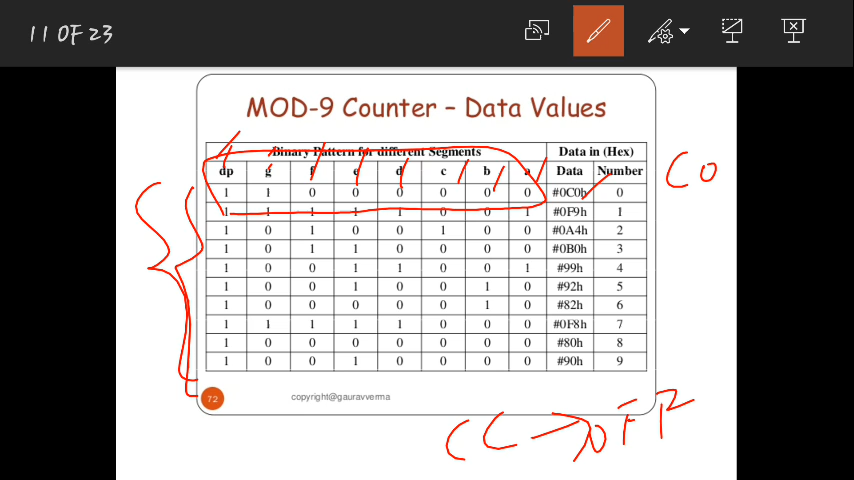 11 OF 23
MOD-9 Counter – Data Values
Binary Pattern for different Segments Data in (Hex)
dp g f e d c b a Data Number
1 1 0 0 0 0 0 0 #0C0h 0
1 1 1 1 1 0 0 1 #0F9h 1
1 0 1 0 0 1 0 0 #0A4h 2
1 0 1 1 0 0 0 0 #0B0h 3
1 0 0 1 1 0 0 1 #99h 4
1 0 0 1 0 0 1 0 #92h 5
1 0 0 0 0 0 1 0 #82h 6
1 1 1 1 1 0 0 0 #0F8h 7
1 0 0 0 0 0 0 0 #80h 8
1 0 0 1 0 0 0 0 #90h 9
C0
72
copyright@gauravverma
CC →